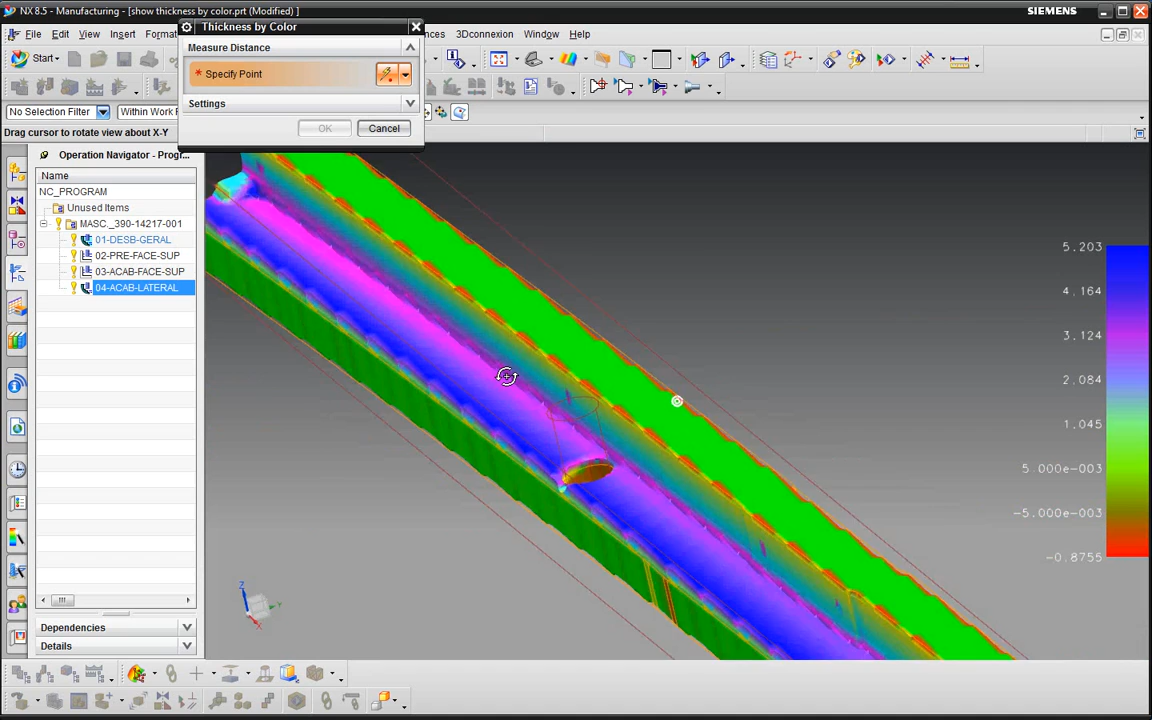 NX 8.5 - Manufacturing - [show thickness by color.prt (Modified) ]
SIEMENS
File Edit View Insert Format
nces 3Dconnexion Window Help
Thickness by Color
Measure Distance
* Specify Point
Settings
OK Cancel
Start
No Selection Filter
Within Work
Drag cursor to rotate view about X-Y
Operation Navigator - Progr...
Name
NC_PROGRAM
Unused Items
MASC._390-14217-001
01-DESB-GERAL
02-PRE-FACE-SUP
03-ACAB-FACE-SUP
04-ACAB-LATERAL
Dependencies
Details
5.203
4.164
3.124
2.084
1.045
5.000e-003
-5.000e-003
-0.8755
Z